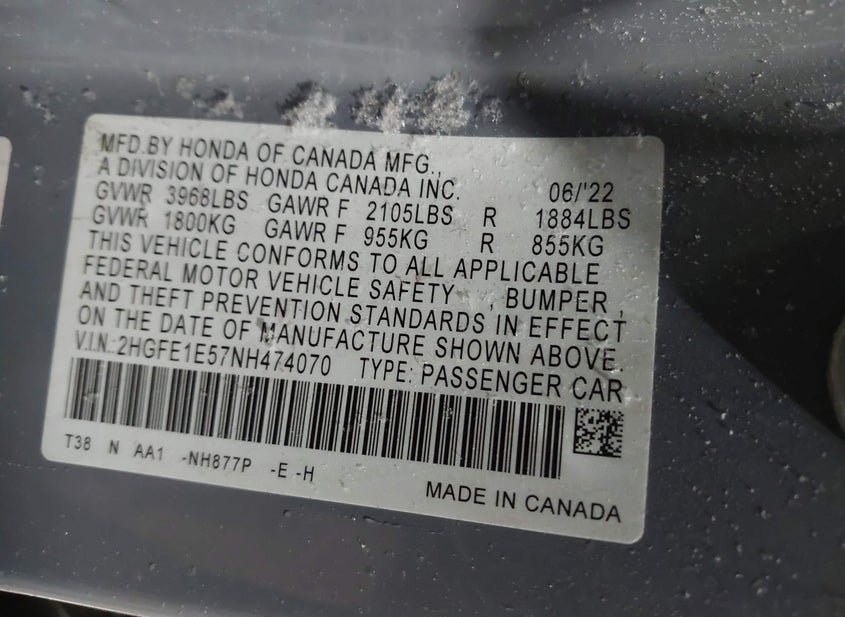 MFD.BY HONDA OF CANADA MFG.,
A DIVISION OF HONDA CANADA INC. 06/'22
GVWR 3968LBS GAWR F 2105LBS R 1884LBS
GVWR 1800KG GAWR F 955KG R 855KG
THIS VEHICLE CONFORMS TO ALL APPLICABLE
FEDERAL MOTOR VEHICLE SAFETY , BUMPER ,
AND THEFT PREVENTION STANDARDS IN EFFECT
ON THE DATE OF MANUFACTURE SHOWN ABOVE.
V.I.N.:2HGFE1E57NH474070 TYPE: PASSENGER CAR
T38 N AA1 -NH877P -E -H
MADE IN CANADA